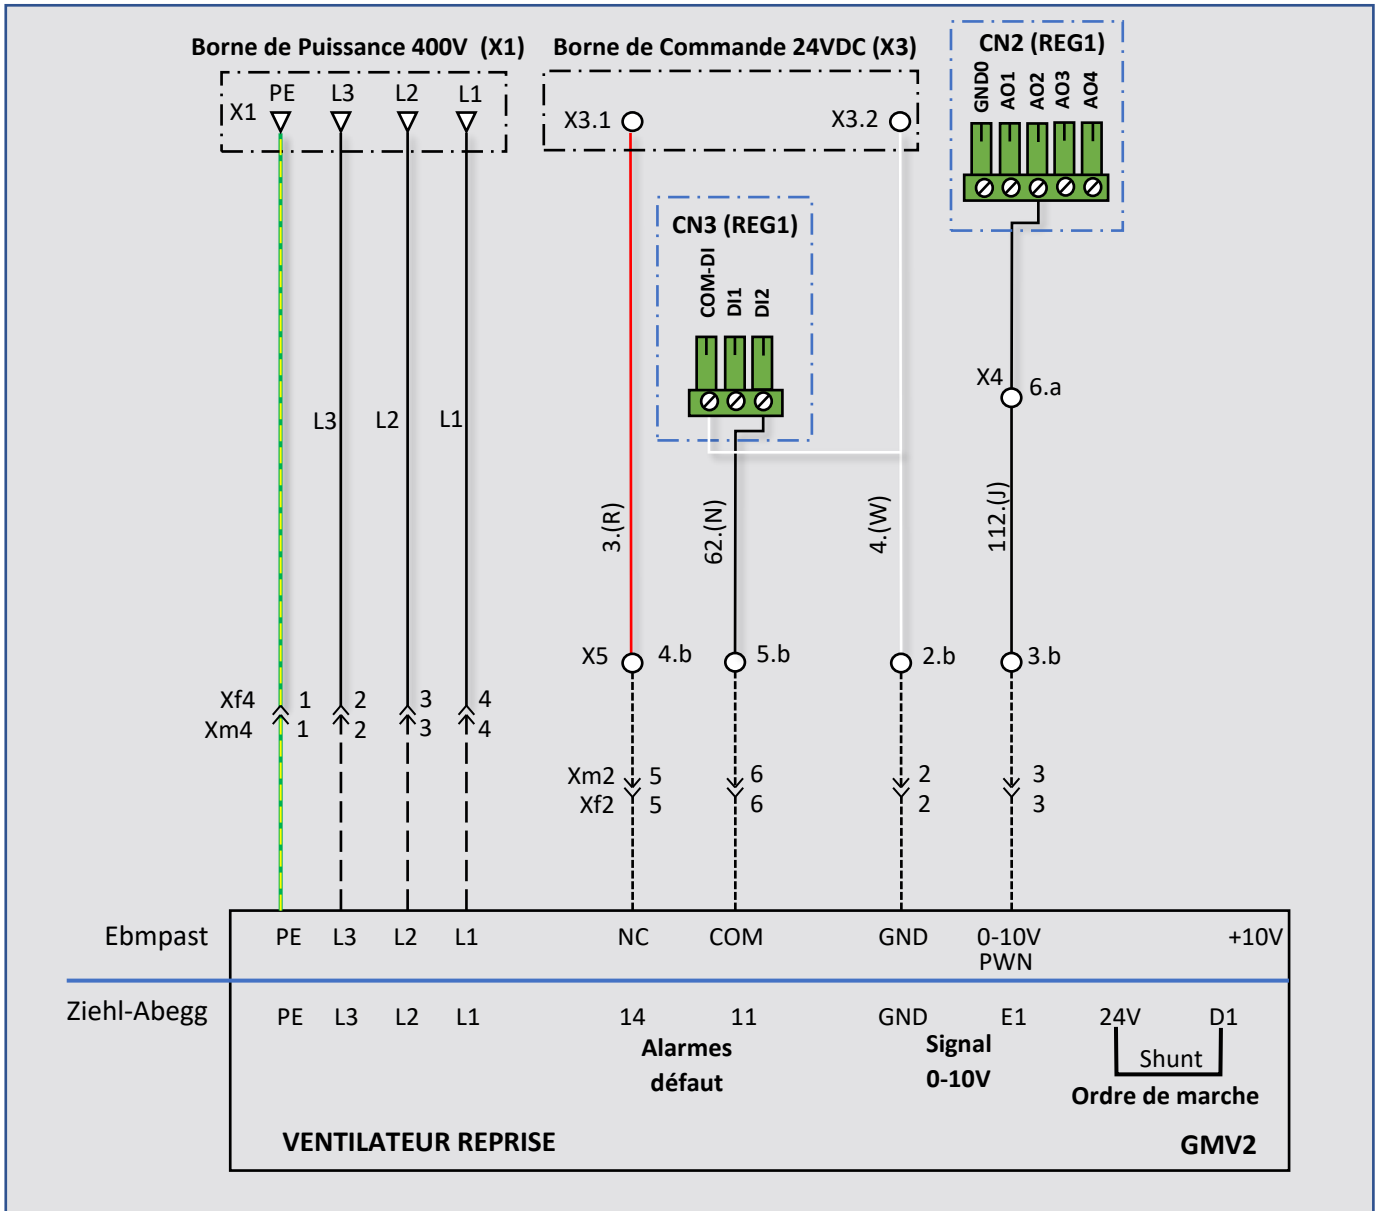 Borne de Puissance 400V (X1)
Borne de Commande 24VDC (X3)
CN2 (REG1)
GND0
AO1
AO2
AO3
AO4
X1
PE
L3
L2
L1
X3.1
X3.2
CN3 (REG1)
COM-DI
DI1
DI2
X4
6.a
L3
L2
L1
3.(R)
62.(N)
4.(W)
112.(J)
X5
4.b
5.b
2.b
3.b
Xf4
1
2
3
4
Xm4
1
2
3
4
Xm2
5
6
2
3
Xf2
5
6
2
3
Ebmpast
PE
L3
L2
L1
NC
COM
GND
0-10V
PWN
+10V
Ziehl-Abegg
PE
L3
L2
L1
14
11
GND
E1
24V
D1
Alarmes
défaut
Signal
0-10V
Shunt
Ordre de marche
VENTILATEUR REPRISE
GMV2